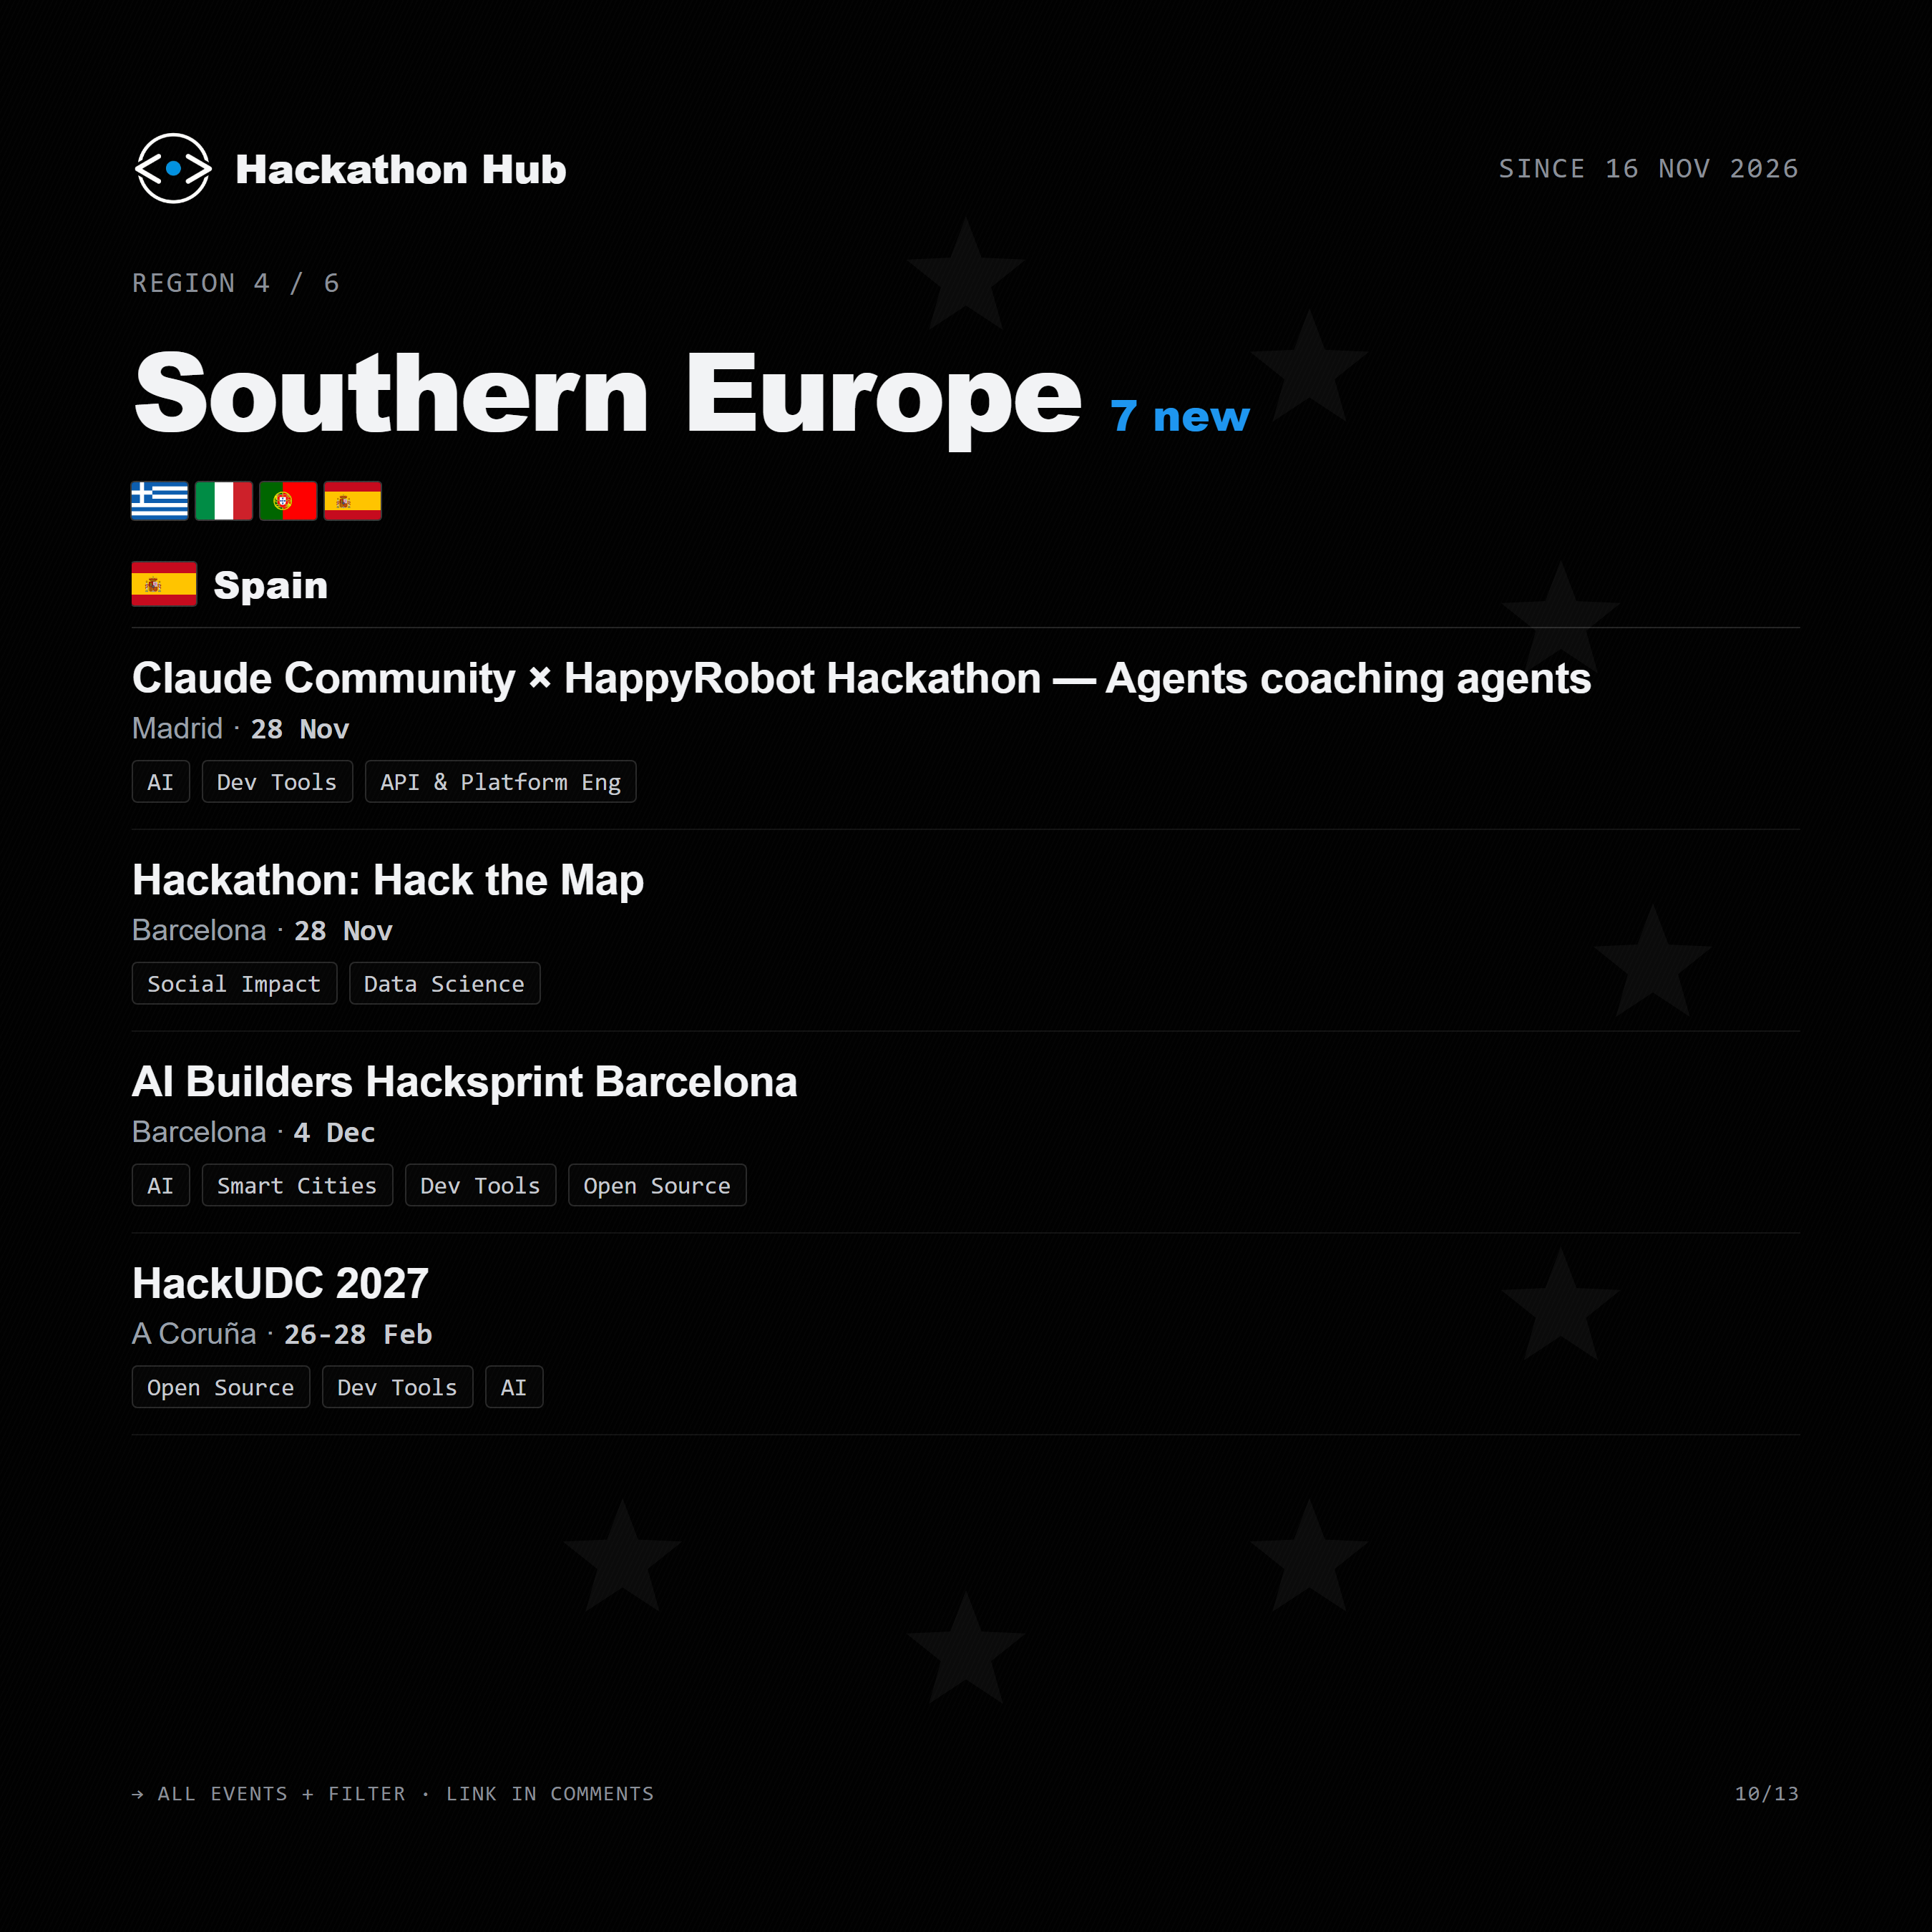 Hackathon Hub
SINCE 16 NOV 2026
REGION 4 / 6
Southern Europe 7 new
Spain
Claude Community × HappyRobot Hackathon — Agents coaching agents
Madrid · 28 Nov
AI Dev Tools API & Platform Eng
Hackathon: Hack the Map
Barcelona · 28 Nov
Social Impact Data Science
AI Builders Hacksprint Barcelona
Barcelona · 4 Dec
AI Smart Cities Dev Tools Open Source
HackUDC 2027
A Coruña · 26-28 Feb
Open Source Dev Tools AI
→ ALL EVENTS + FILTER · LINK IN COMMENTS
10/13